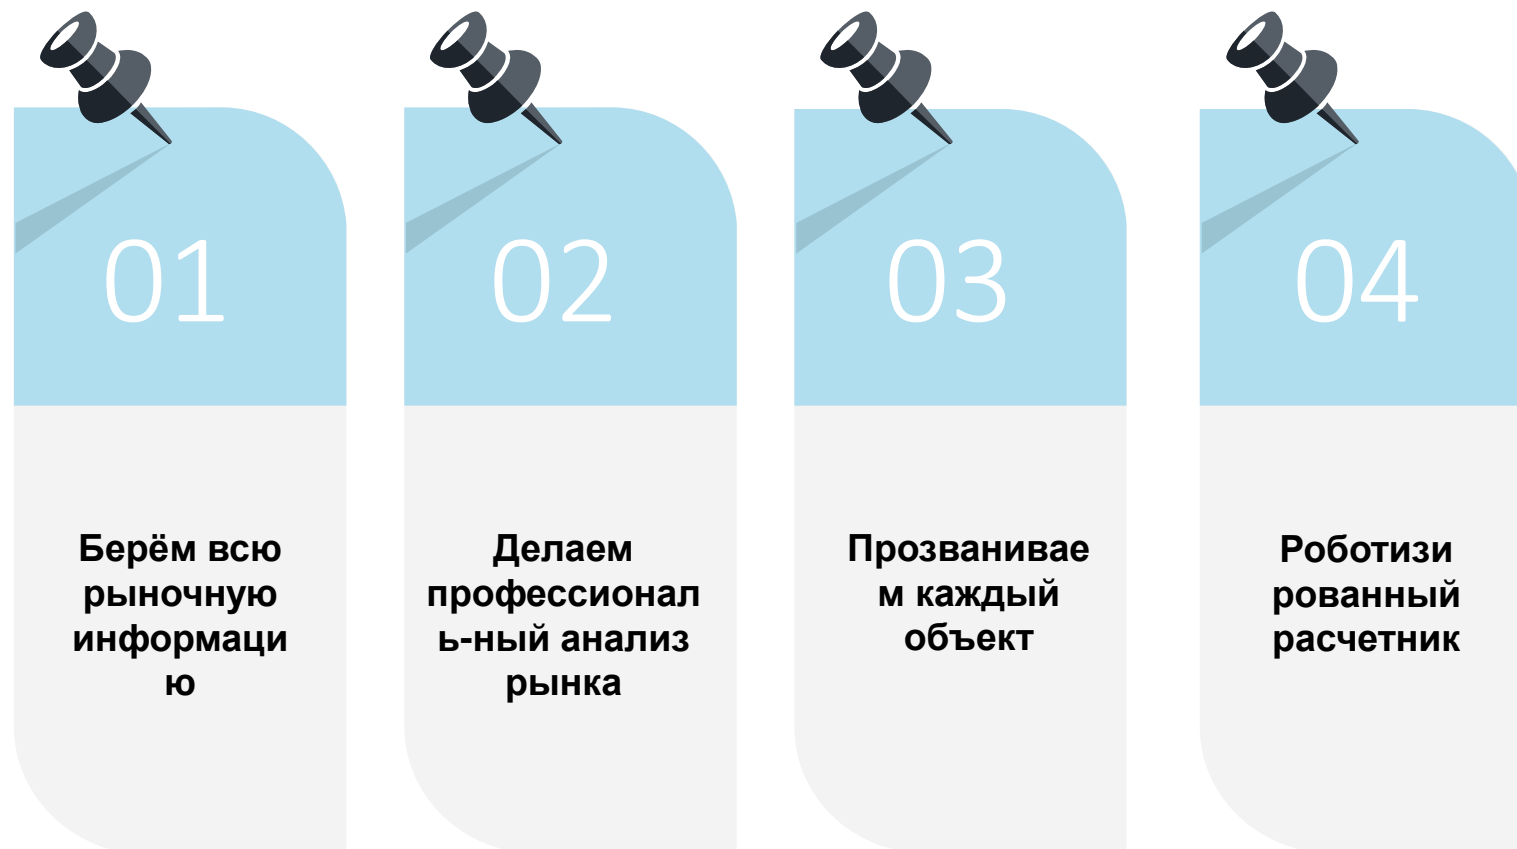 01
Берём всю
рыночную
информаци
ю
02
Делаем
профессионал
ь-ный анализ
рынка
03
Прозванивае
м каждый
объект
04
Роботизи
рованный
расчетник